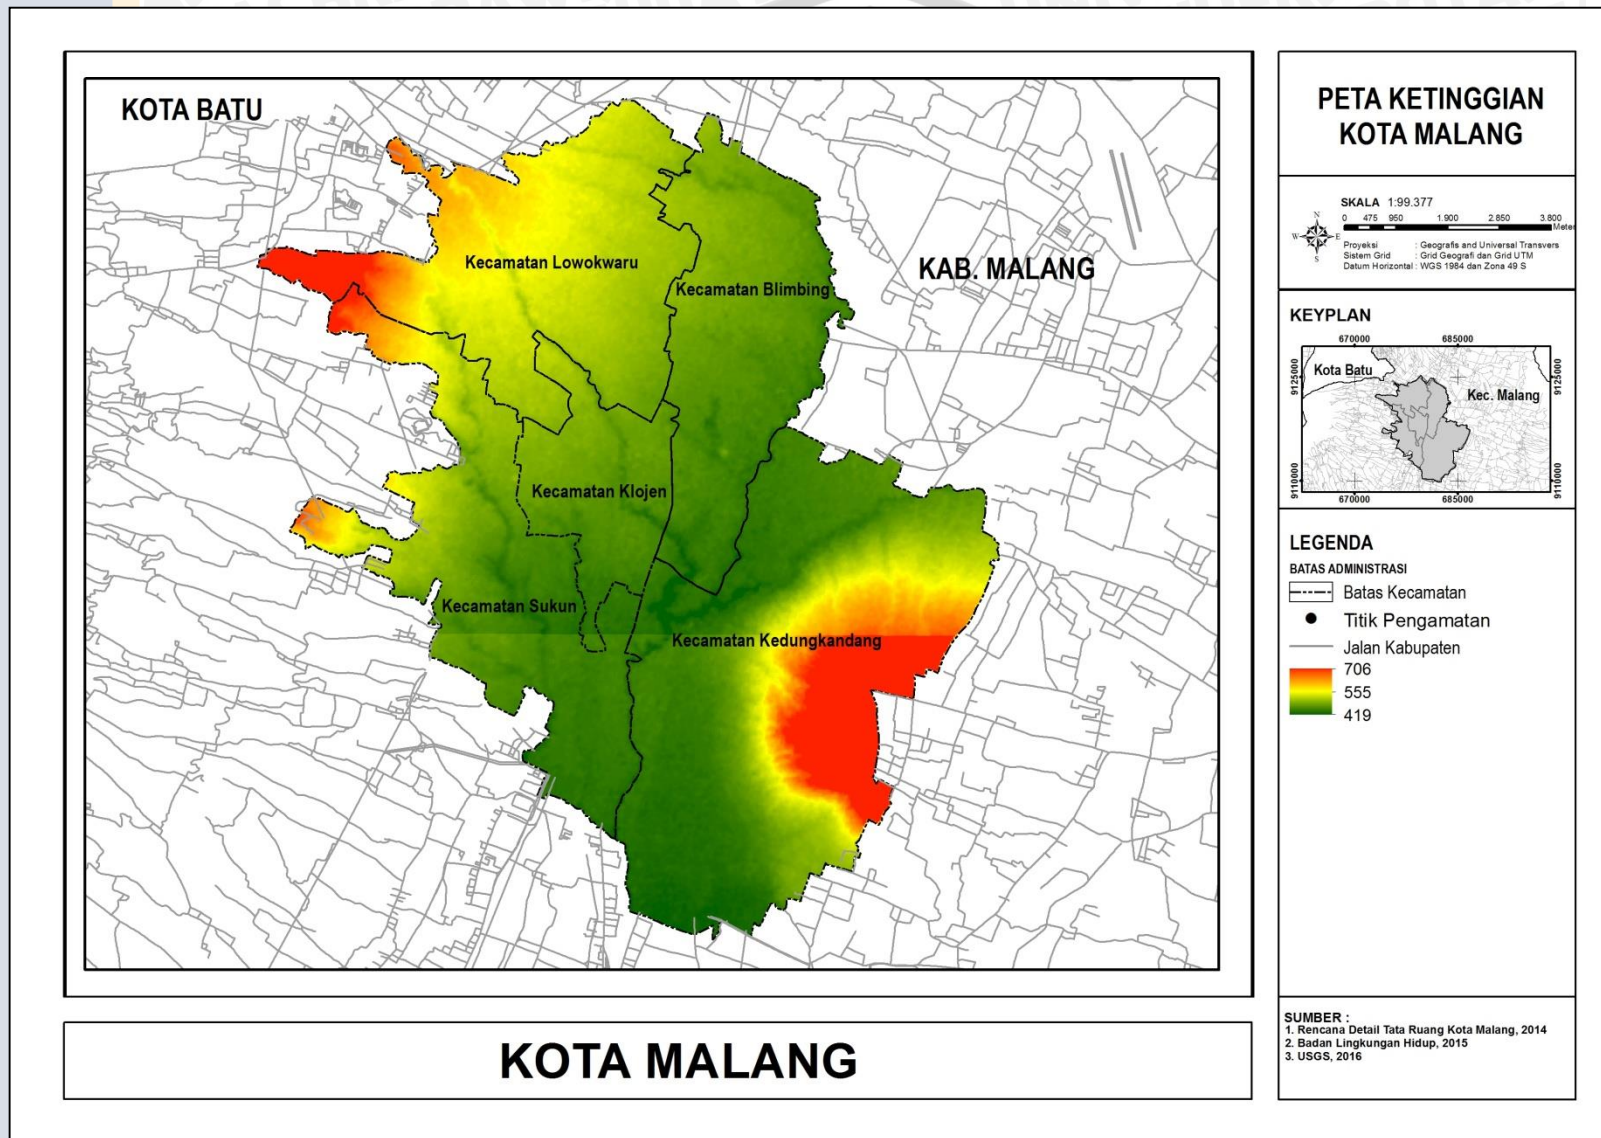 KOTA BATU
KAB. MALANG
Kecamatan Lowokwaru
Kecamatan Blimbing
Kecamatan Klojen
Kecamatan Sukun
Kecamatan Kedungkandang
KOTA MALANG
PETA KETINGGIAN
KOTA MALANG
SKALA 1:99.377
0 475 950 1.900 2.850 3.800
Meter
N
W E
S
Proyeksi : Geografis and Universal Transvers
Sistem Grid : Grid Geografi dan Grid UTM
Datum Horizontal : WGS 1984 dan Zona 49 S
KEYPLAN
670000 685000
9125000 9125000
Kota Batu
Kec. Malang
9110000 9110000
670000 685000
LEGENDA
BATAS ADMINISTRASI
Batas Kecamatan
Titik Pengamatan
Jalan Kabupaten
706
555
419
SUMBER :
1. Rencana Detail Tata Ruang Kota Malang, 2014
2. Badan Lingkungan Hidup, 2015
3. USGS, 2016